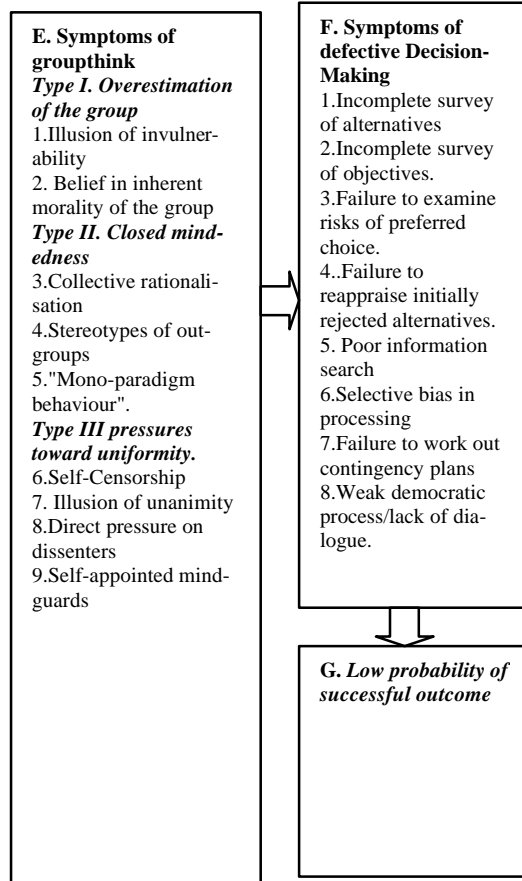 E. Symptoms of
groupthink
Type I. Overestimation
of the group
1.Illusion of invulner-
ability
2. Belief in inherent
morality of the group
Type II. Closed mind-
edness
3.Collective rationali-
sation
4.Stereotypes of out-
groups
5."Mono-paradigm
behaviour".
Type III pressures
toward uniformity.
6.Self-Censorship
7. Illusion of unanimity
8.Direct pressure on
dissenters
9.Self-appointed mind-
guards
F. Symptoms of
defective Decision-
Making
1.Incomplete survey
of alternatives
2.Incomplete survey
of objectives.
3.Failure to examine
risks of preferred
choice.
4..Failure to
reappraise initially
rejected alternatives.
5. Poor information
search
6.Selective bias in
processing
7.Failure to work out
contingency plans
8.Weak democratic
process/lack of dia-
logue.
G. Low probability of
successful outcome